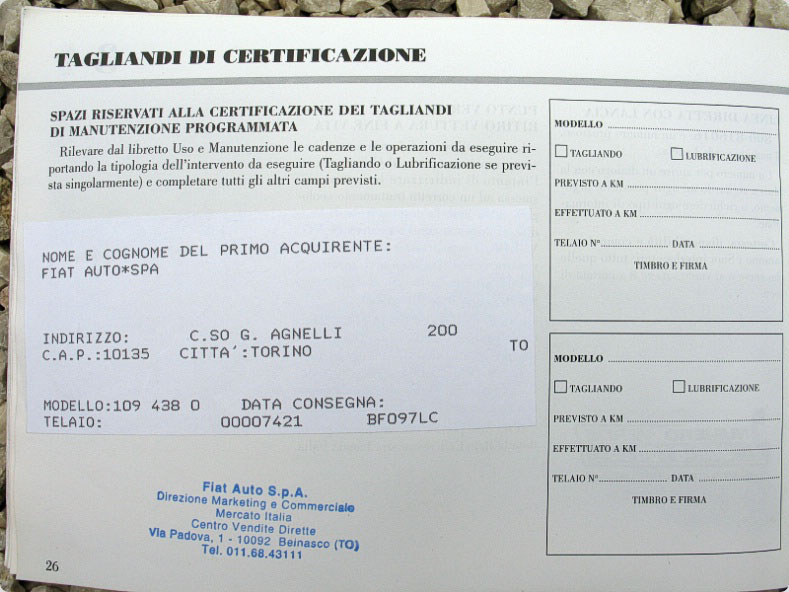 TAGLIANDI DI CERTIFICAZIONE
SPAZI RISERVATI ALLA CERTIFICAZIONE DEI TAGLIANDI
DI MANUTENZIONE PROGRAMMATA
Rilevare dal libretto Uso e Manutenzione le cadenze e le operazioni da eseguire ri-
portando la tipologia dell'intervento da eseguire (Tagliando o Lubrificazione se previ-
sta singolarmente) e completare tutti gli altri campi previsti.
NOME E COGNOME DEL PRIMO ACQUIRENTE:
FIAT AUTO*SPA
INDIRIZZO: C.SO G. AGNELLI 200
C.A.P.:10135 CITTA':TORINO TO
MODELLO:109 438 0 DATA CONSEGNA:
TELAIO: 00007421 BF097LC
Fiat Auto S.p.A.
Direzione Marketing e Commerciale
Mercato Italia
Centro Vendite Dirette
Via Padova, 1 - 10092 Beinasco (TO)
Tel. 011.68.43111
26
MODELLO
TAGLIANDO LUBRIFICAZIONE
PREVISTO A KM
EFFETTUATO A KM
TELAIO N° DATA
TIMBRO E FIRMA
MODELLO
TAGLIANDO LUBRIFICAZIONE
PREVISTO A KM
EFFETTUATO A KM
TELAIO N° DATA
TIMBRO E FIRMA